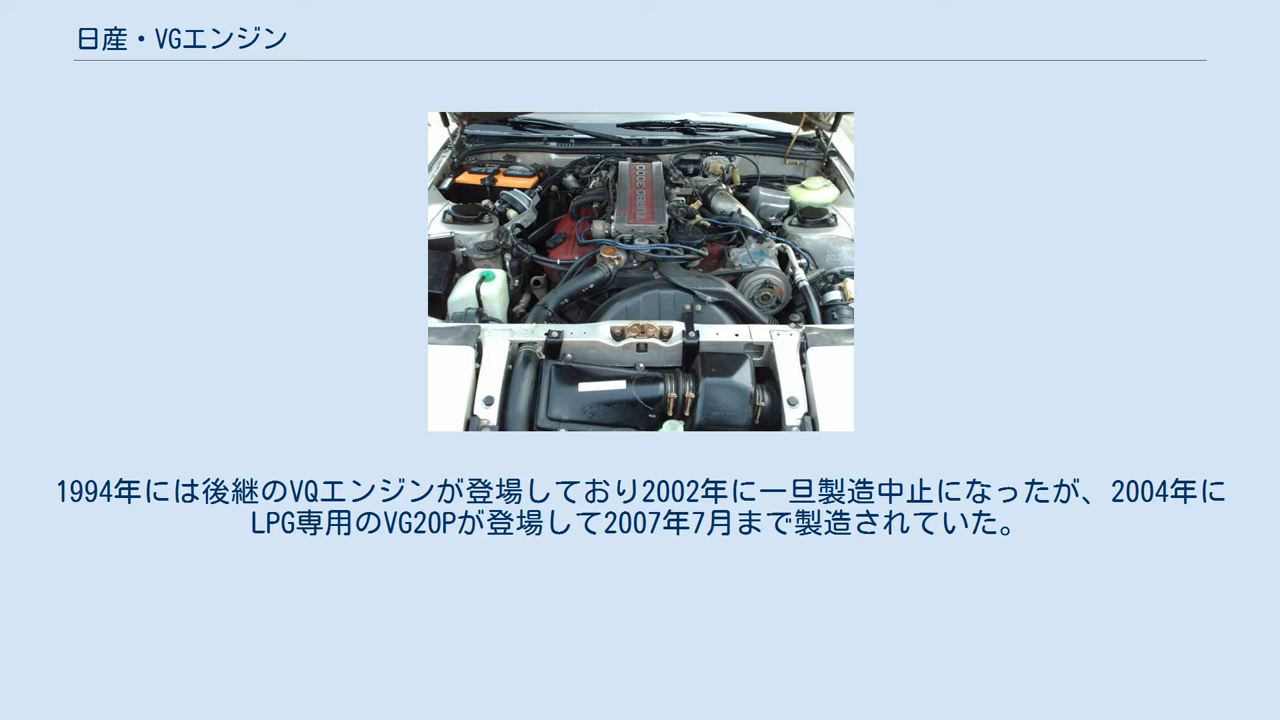 日産・VGエンジン
TURBO 3000
1994年には後継のVQエンジンが登場しており2002年に一旦製造中止になったが、2004年に
LPG専用のVG20Pが登場して2007年7月まで製造されていた。